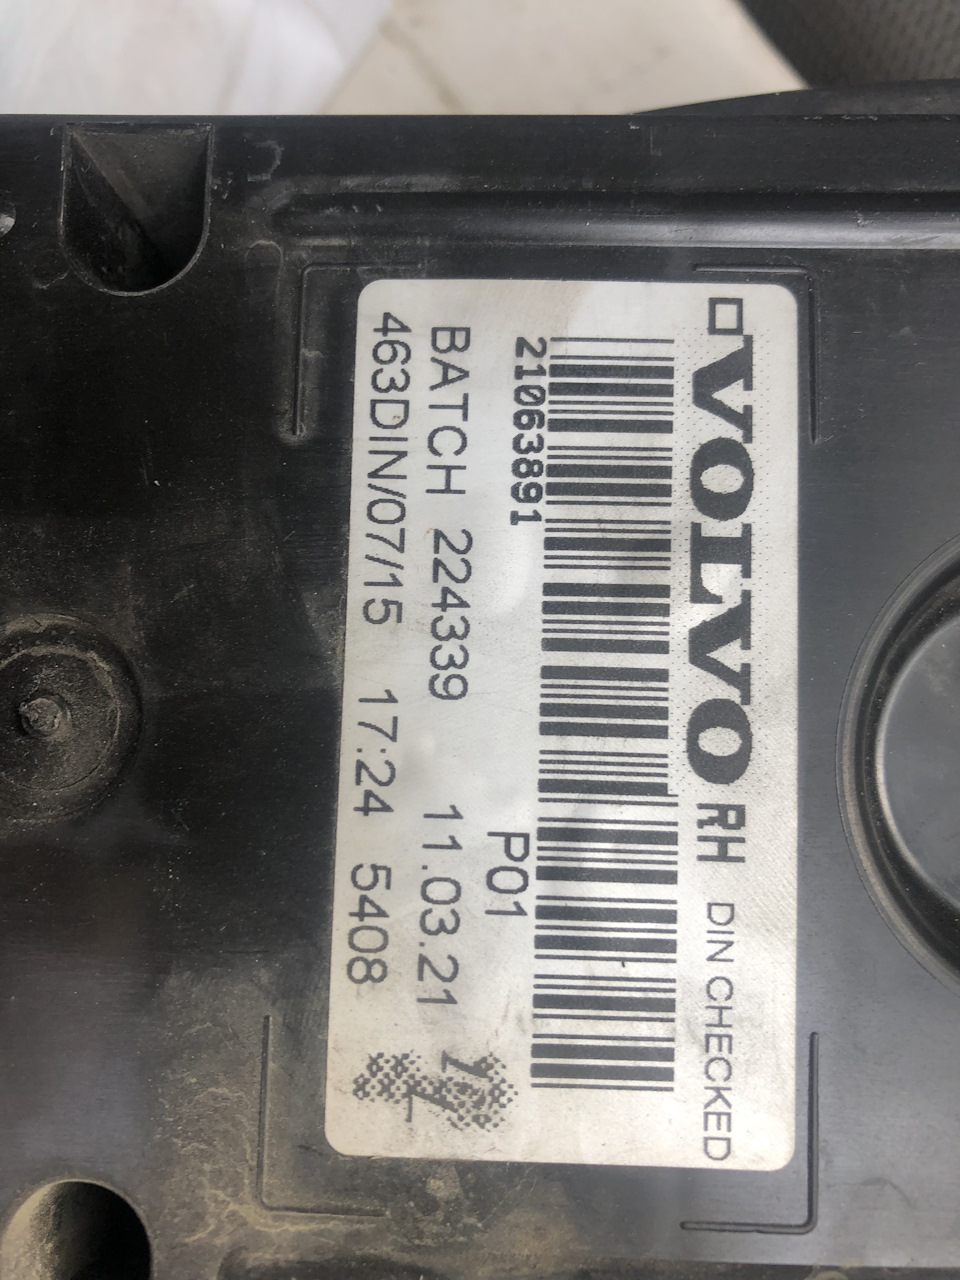 VOLVO RH DIN CHECKED
21063891 P01
BATCH 224339 11.03.21
463DIN/07/15 17:24 5408